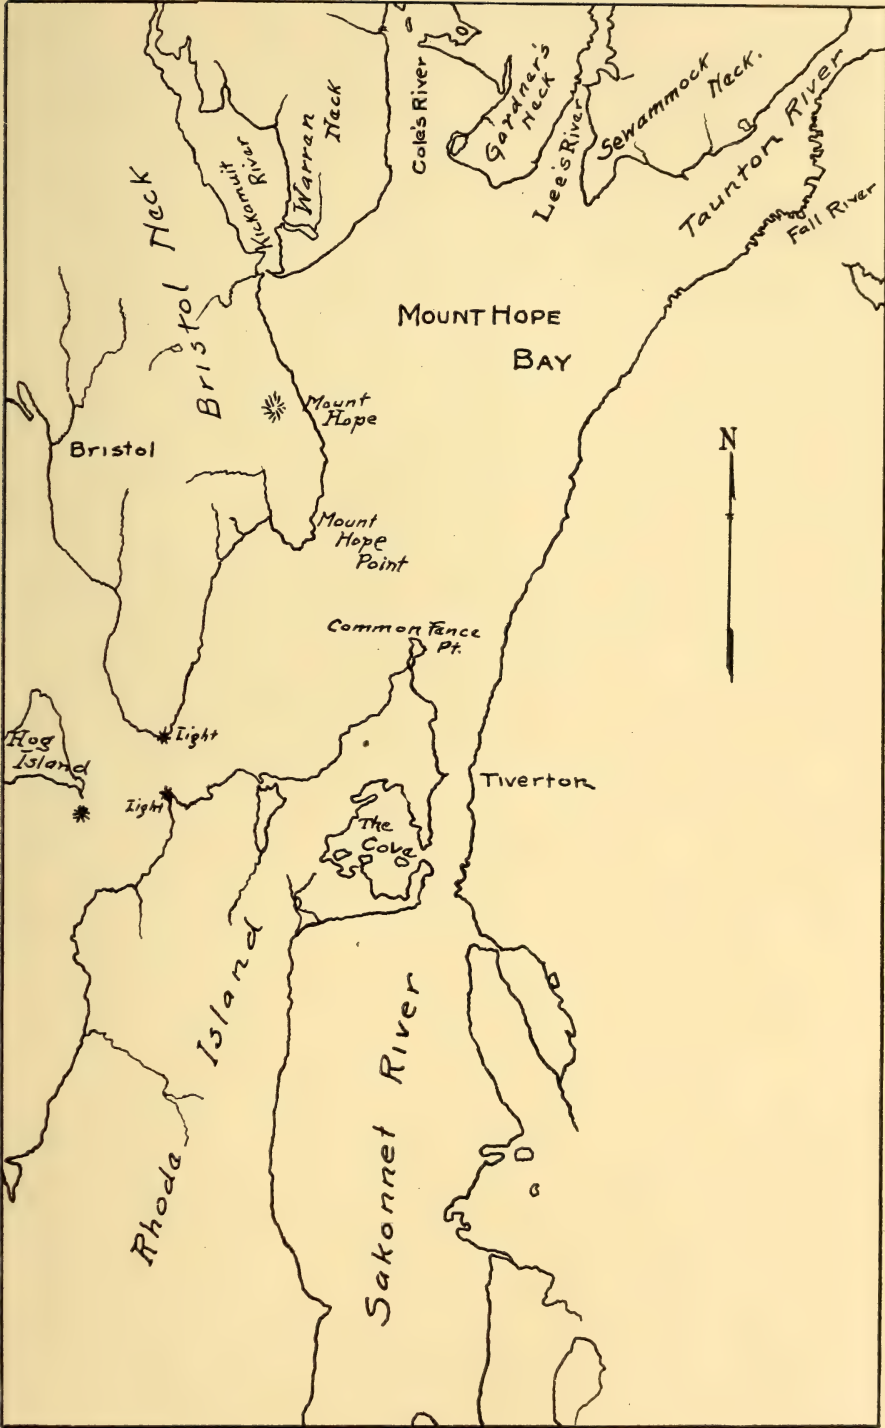 Cole's River
Gardner's
Neck
Lee's River
Sewammock
Neck.
Taunton River
Fall River
Kickamuit
River
Warren
Neck
Bristol Neck
MOUNT HOPE
BAY
Mount
Hope
Bristol
N
Mount
Hope
Point
Common Fence
Pt.
Hog
Island
Light
Light
Tiverton
The
Cove
Rhoda Island
Sakonnet River